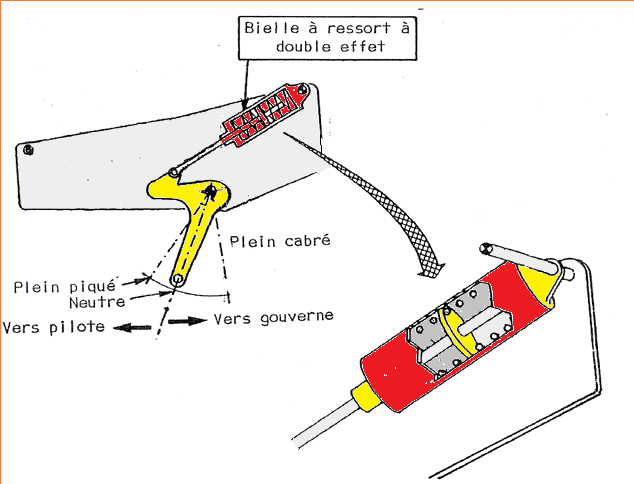 Bielle à ressort à
double effet
Plein cabré
Plein piqué
Neutre
Vers pilote
Vers gouverne